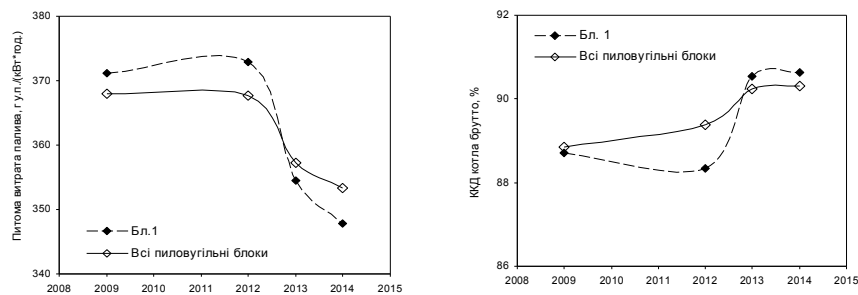 Питома витрата палива, г у.п./(кВт*год.)
380
370
360
350
340
Бл.1
Всі пиловугільні блоки
2008 2009 2010 2011 2012 2013 2014 2015
ККД котла брутто, %
92
90
88
86
Бл. 1
Всі пиловугільні блоки
2008 2009 2010 2011 2012 2013 2014 2015